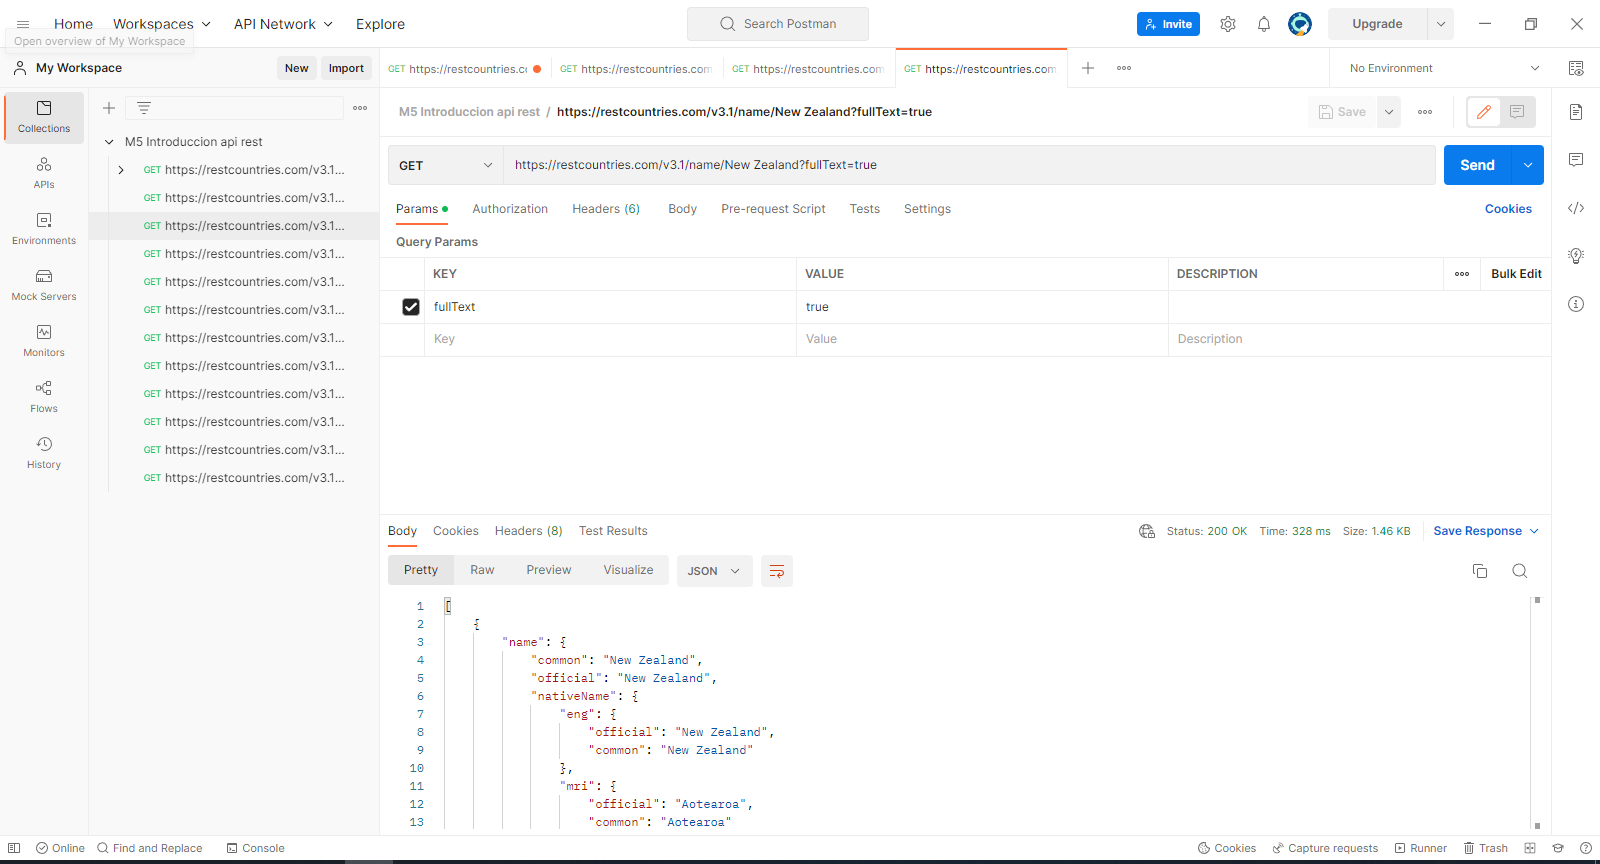 Home Workspaces API Network Explore Search Postman Invite Upgrade
Open overview of My Workspace
My Workspace New Import GET https://restcountries.cc GET https://restcountries.com GET https://restcountries.com GET https://restcountries.com No Environment
Collections
APIs
Environments
Mock Servers
Monitors
Flows
History
M5 Introduccion api rest
GET https://restcountries.com/v3.1...
GET https://restcountries.com/v3.1...
GET https://restcountries.com/v3.1...
GET https://restcountries.com/v3.1...
GET https://restcountries.com/v3.1...
GET https://restcountries.com/v3.1...
GET https://restcountries.com/v3.1...
GET https://restcountries.com/v3.1...
GET https://restcountries.com/v3.1...
GET https://restcountries.com/v3.1...
GET https://restcountries.com/v3.1...
GET https://restcountries.com/v3.1...
M5 Introduccion api rest / https://restcountries.com/v3.1/name/New Zealand?fullText=true Save
GET https://restcountries.com/v3.1/name/New Zealand?fullText=true Send
Params Authorization Headers (6) Body Pre-request Script Tests Settings Cookies
Query Params
KEY VALUE DESCRIPTION Bulk Edit
fullText true
Key Value Description
Body Cookies Headers (8) Test Results Status: 200 OK Time: 328 ms Size: 1.46 KB Save Response
Pretty Raw Preview Visualize JSON
1 [
2 {
3 "name": {
4 "common": "New Zealand",
5 "official": "New Zealand",
6 "nativeName": {
7 "eng": {
8 "official": "New Zealand",
9 "common": "New Zealand"
10 },
11 "mri": {
12 "official": "Aotearoa",
13 "common": "Aotearoa"
Online Find and Replace Console Cookies Capture requests Runner Trash